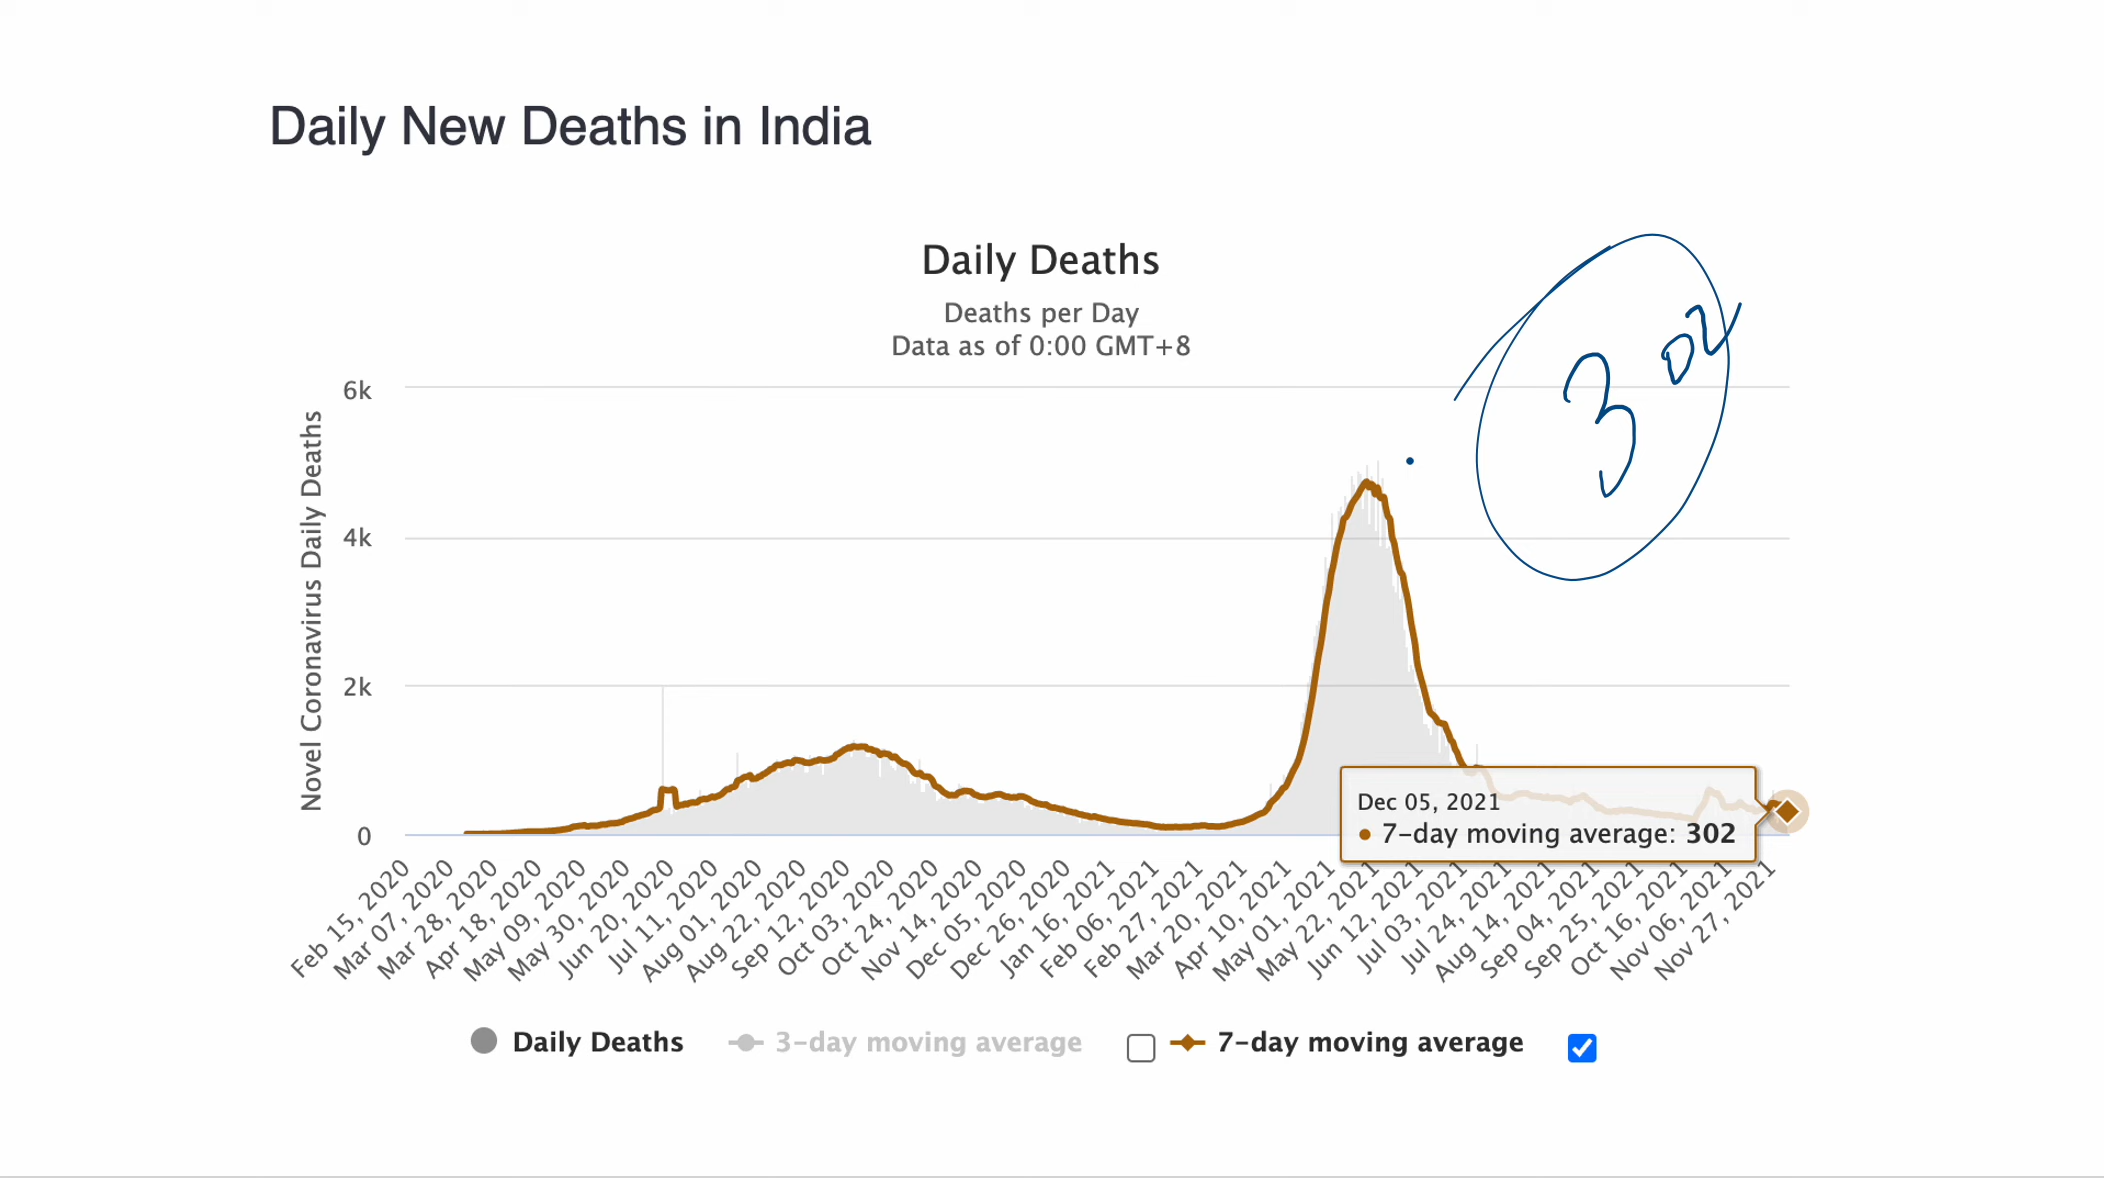 Daily New Deaths in India
Daily Deaths
Deaths per Day
Data as of 0:00 GMT+8
Novel Coronavirus Daily Deaths
6k
4k
2k
0
302
Dec 05, 2021
7-day moving average: 302
Feb 15, 2020
Mar 07, 2020
Mar 28, 2020
Apr 18, 2020
May 09, 2020
May 30, 2020
Jun 20, 2020
Jul 11, 2020
Aug 01, 2020
Aug 22, 2020
Sep 12, 2020
Oct 03, 2020
Oct 24, 2020
Nov 14, 2020
Dec 05, 2020
Dec 26, 2020
Jan 16, 2021
Feb 06, 2021
Feb 27, 2021
Mar 20, 2021
Apr 10, 2021
May 01, 2021
May 22, 2021
Jun 12, 2021
Jul 03, 2021
Jul 24, 2021
Aug 14, 2021
Sep 04, 2021
Sep 25, 2021
Oct 16, 2021
Nov 06, 2021
Nov 27, 2021
Daily Deaths 3-day moving average 7-day moving average